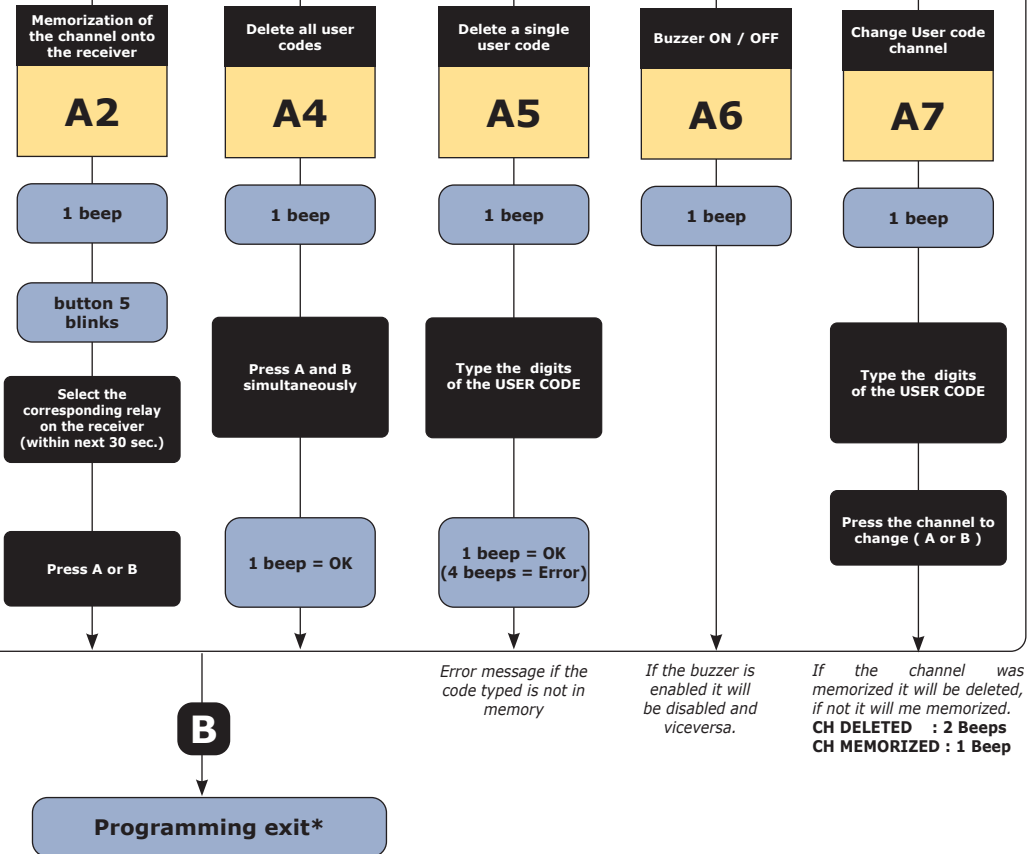 Memorization of
the channel onto
the receiver
A2
1 beep
button 5
blinks
Select the
corresponding relay
on the receiver
(within next 30 sec.)
Press A or B
Delete all user
codes
A4
1 beep
Press A and B
simultaneously
1 beep = OK
Delete a single
user code
A5
1 beep
Type the digits
of the USER CODE
1 beep = OK
(4 beeps = Error)
Error message if the
code typed is not in
memory
Buzzer ON / OFF
A6
1 beep
If the buzzer is
enabled it will
be disabled and
viceversa.
Change User code
channel
A7
1 beep
Type the digits
of the USER CODE
Press the channel to
change ( A or B )
If the channel was
memorized it will be deleted,
if not it will me memorized.
CH DELETED : 2 Beeps
CH MEMORIZED : 1 Beep
B
Programming exit*